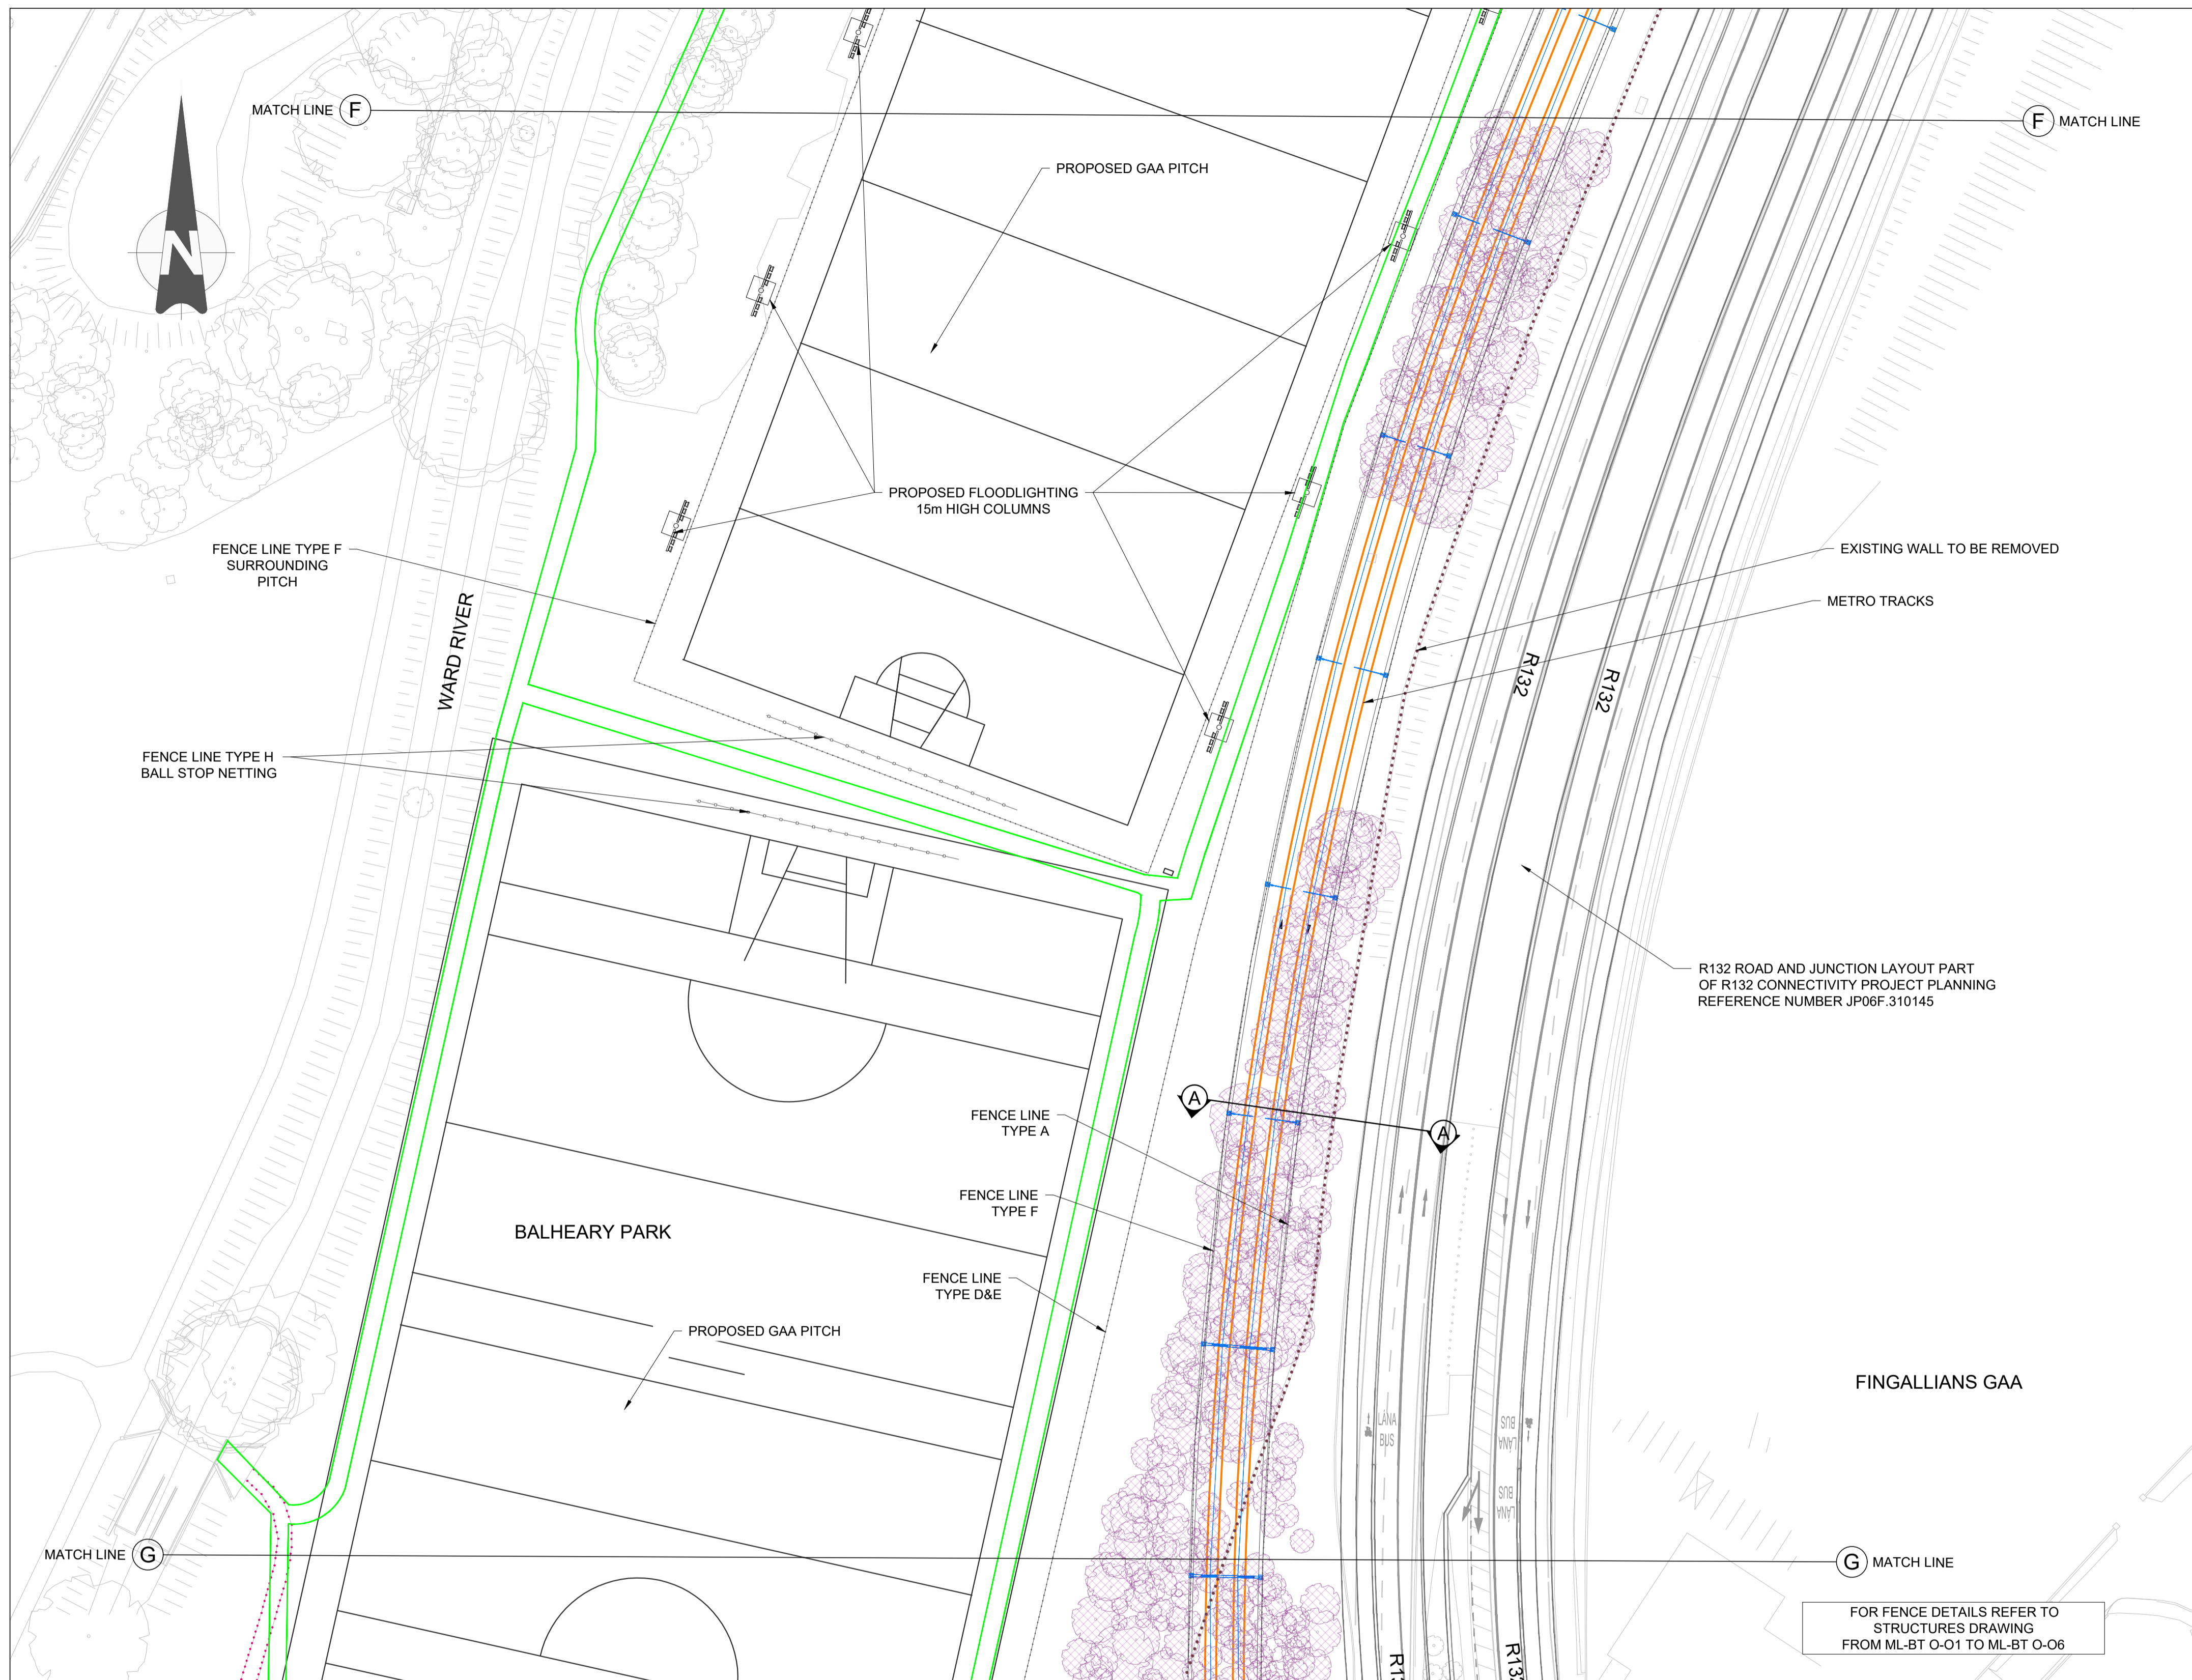 MATCH LINE F
F MATCH LINE
PROPOSED GAA PITCH
N
PROPOSED FLOODLIGHTING
15m HIGH COLUMNS
FENCE LINE TYPE F
SURROUNDING
PITCH
EXISTING WALL TO BE REMOVED
METRO TRACKS
WARD RIVER
R132
R132
FENCE LINE TYPE H
BALL STOP NETTING
R132 ROAD AND JUNCTION LAYOUT PART
OF R132 CONNECTIVITY PROJECT PLANNING
REFERENCE NUMBER JP06F.310145
A
A
FENCE LINE
TYPE A
FENCE LINE
TYPE F
BALHEARY PARK
FENCE LINE
TYPE D&E
PROPOSED GAA PITCH
FINGALLIANS GAA
LÁNA
BUS
LÁNA
BUS
LÁNA
BUS
MATCH LINE G
G MATCH LINE
FOR FENCE DETAILS REFER TO
STRUCTURES DRAWING
FROM ML-BT O-O1 TO ML-BT O-O6